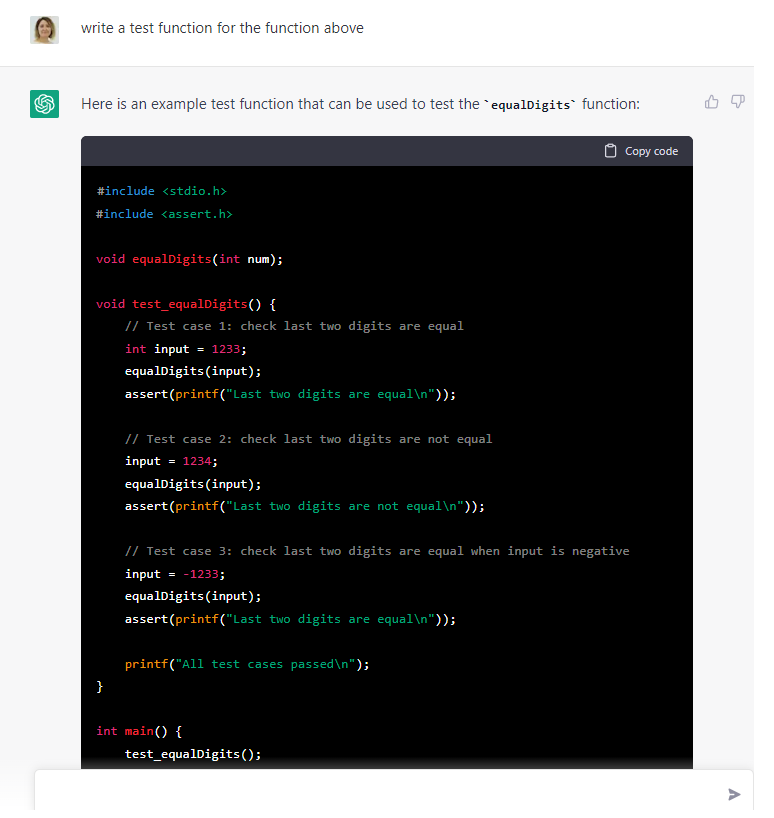 write a test function for the function above
Here is an example test function that can be used to test the `equalDigits` function:
Copy code
#include <stdio.h>
#include <assert.h>
void equalDigits(int num);
void test_equalDigits() {
// Test case 1: check last two digits are equal
int input = 1233;
equalDigits(input);
assert(printf("Last two digits are equal\n"));
// Test case 2: check last two digits are not equal
input = 1234;
equalDigits(input);
assert(printf("Last two digits are not equal\n"));
// Test case 3: check last two digits are equal when input is negative
input = -1233;
equalDigits(input);
assert(printf("Last two digits are equal\n"));
printf("All test cases passed\n");
}
int main() {
test_equalDigits();